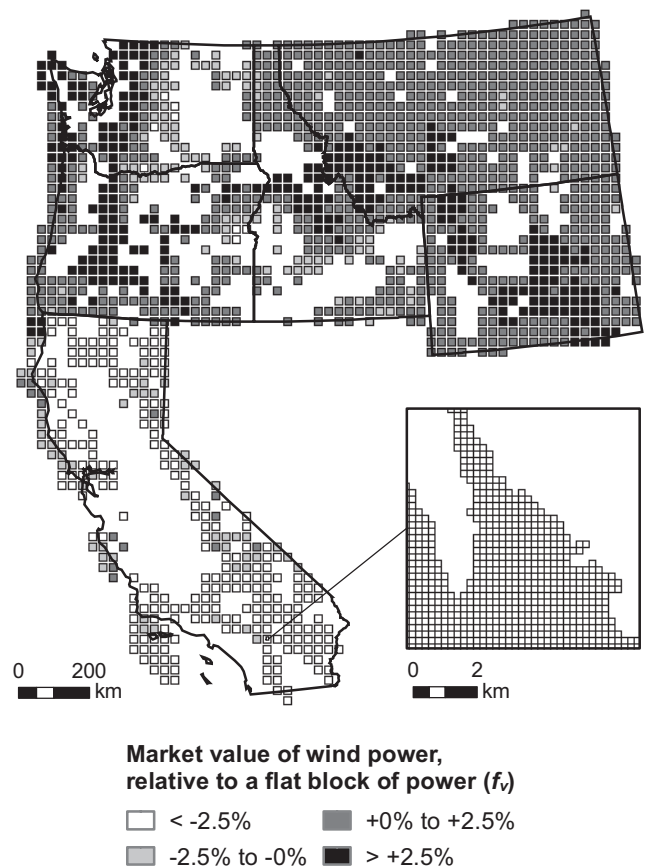 0 200
km
0 2
km
Market value of wind power,
relative to a flat block of power (fv)
< -2.5% +0% to +2.5%
-2.5% to -0% > +2.5%